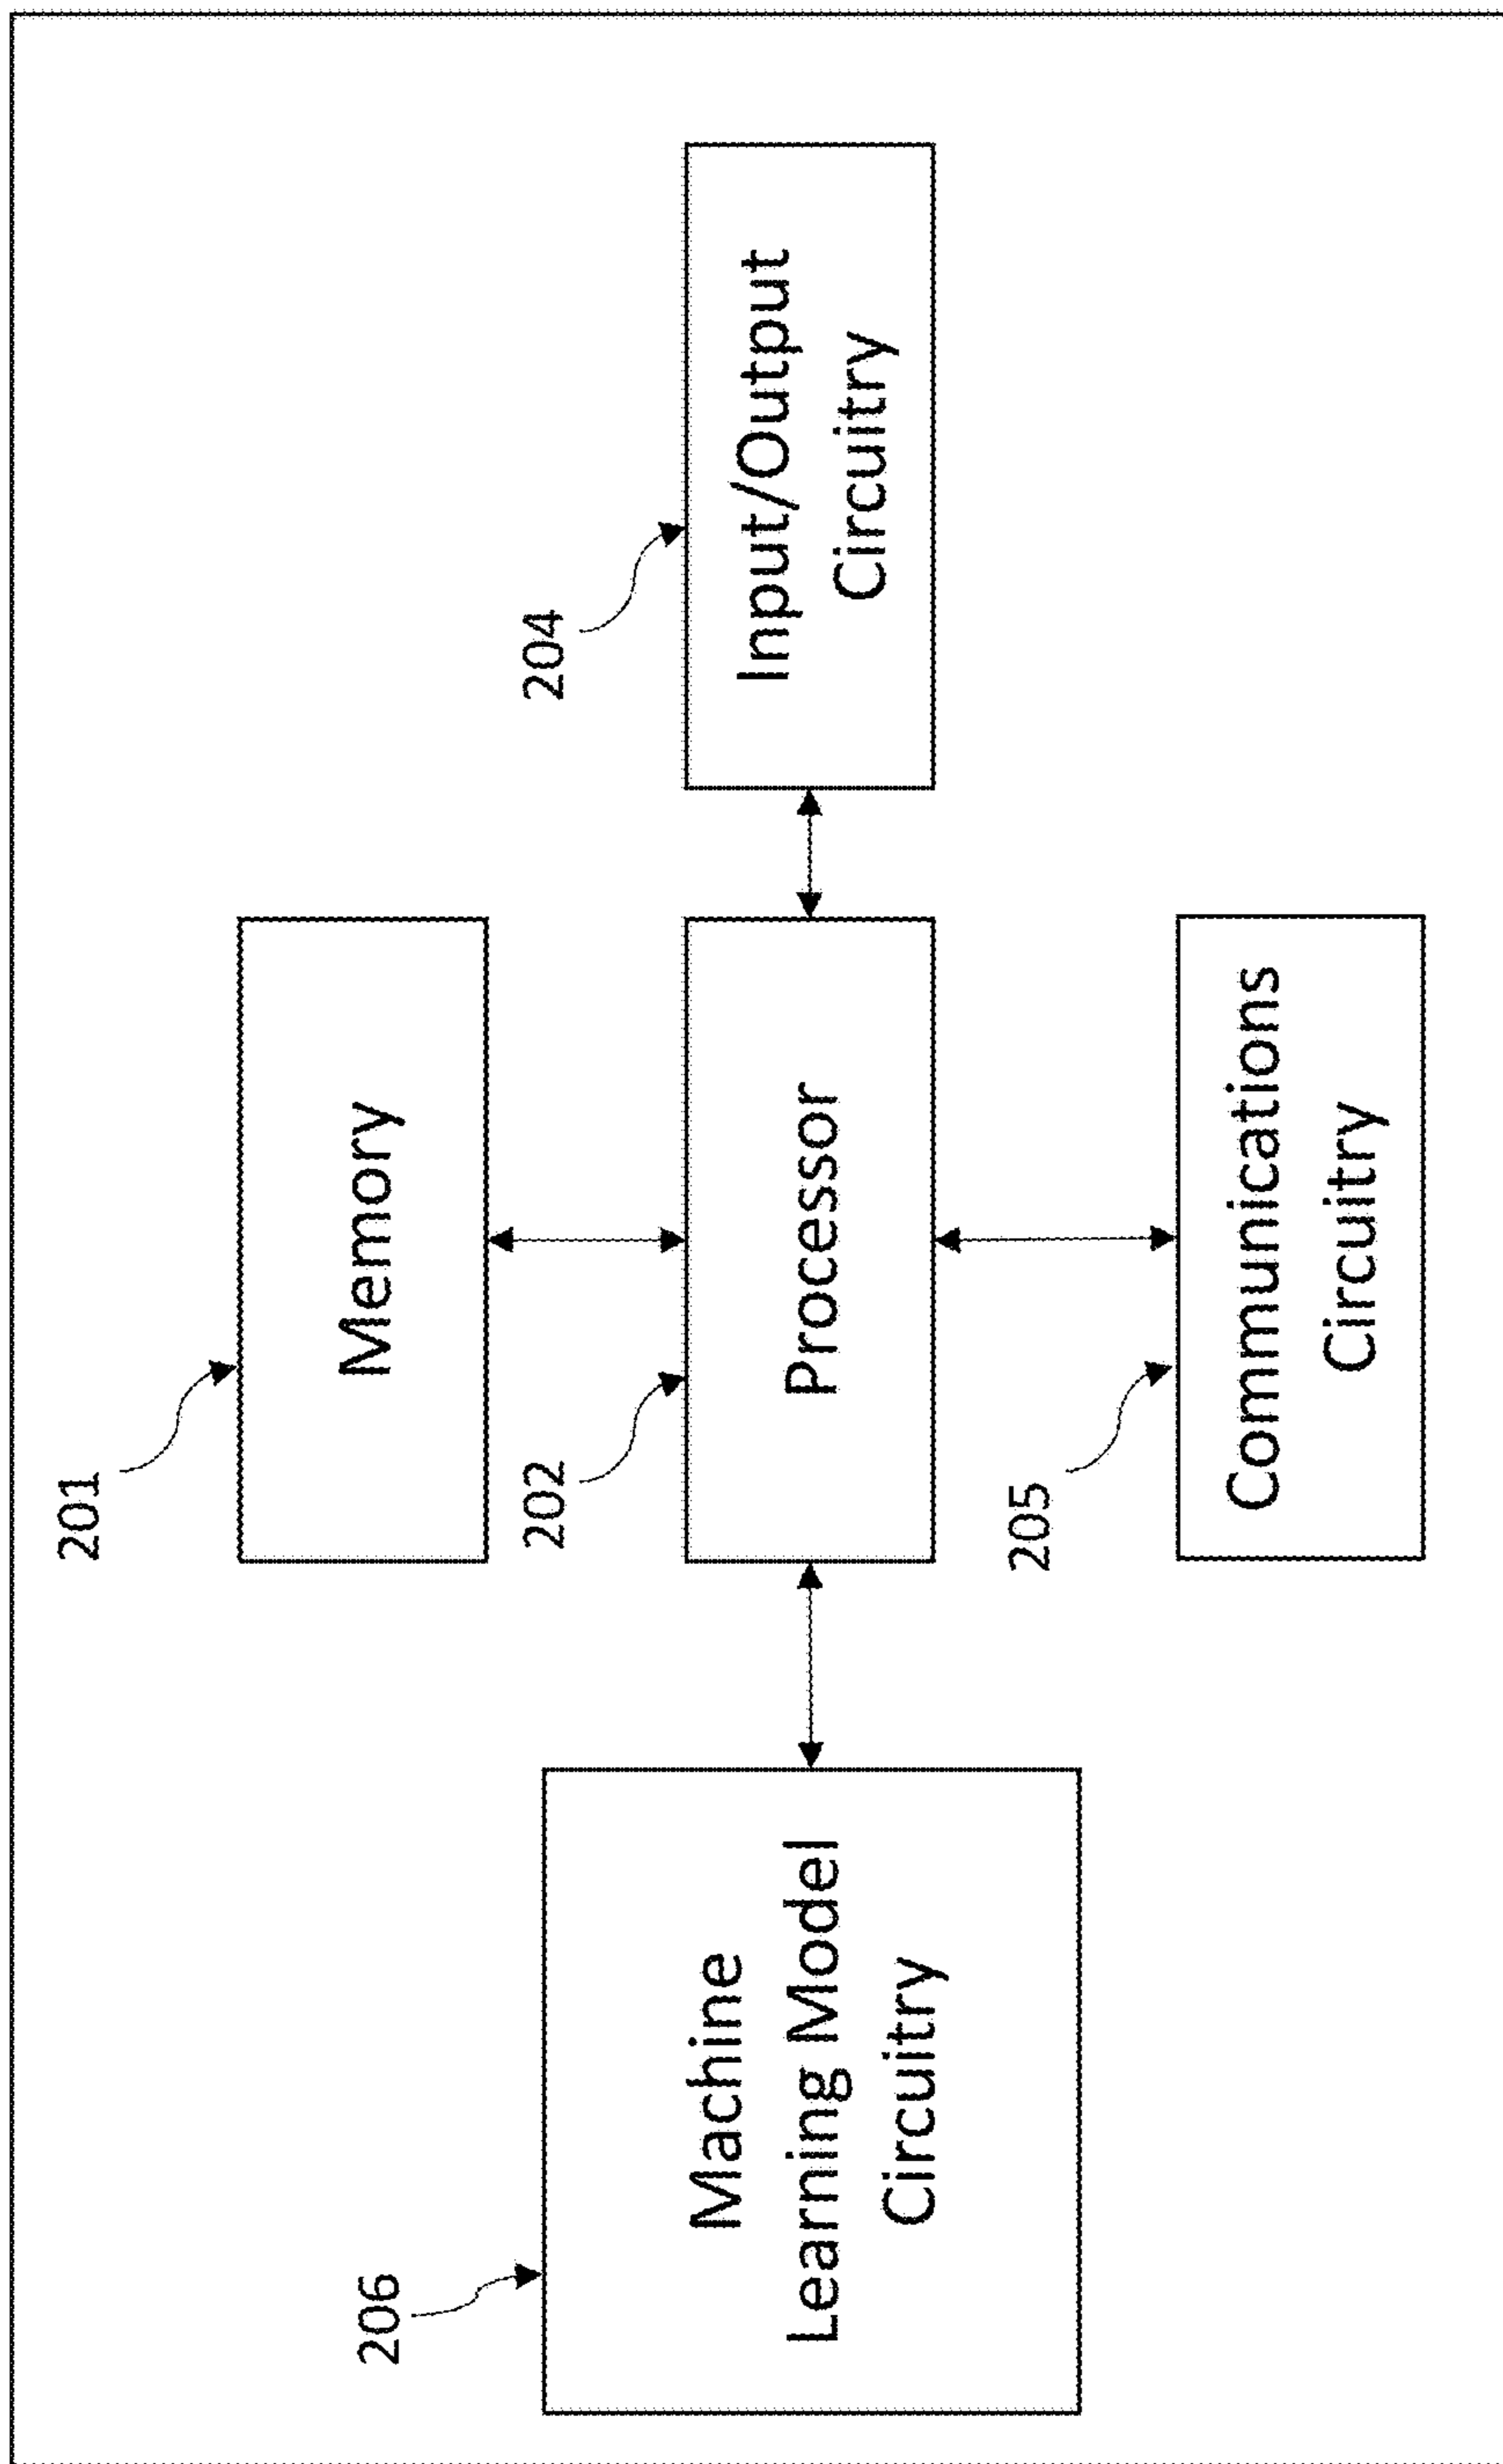 201
Memory
202
Processor
204
Input/Output
Circuitry
206
Machine
Learning Model
Circuitry
205
Communications
Circuitry